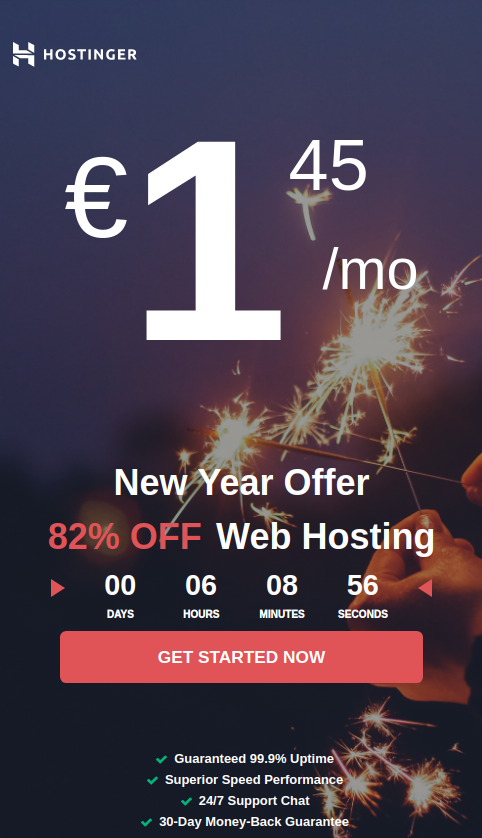 HOSTINGER
€1 45
/mo
New Year Offer
82% OFF Web Hosting
00 06 08 56
DAYS HOURS MINUTES SECONDS
GET STARTED NOW
Guaranteed 99.9% Uptime
Superior Speed Performance
24/7 Support Chat
30-Day Money-Back Guarantee